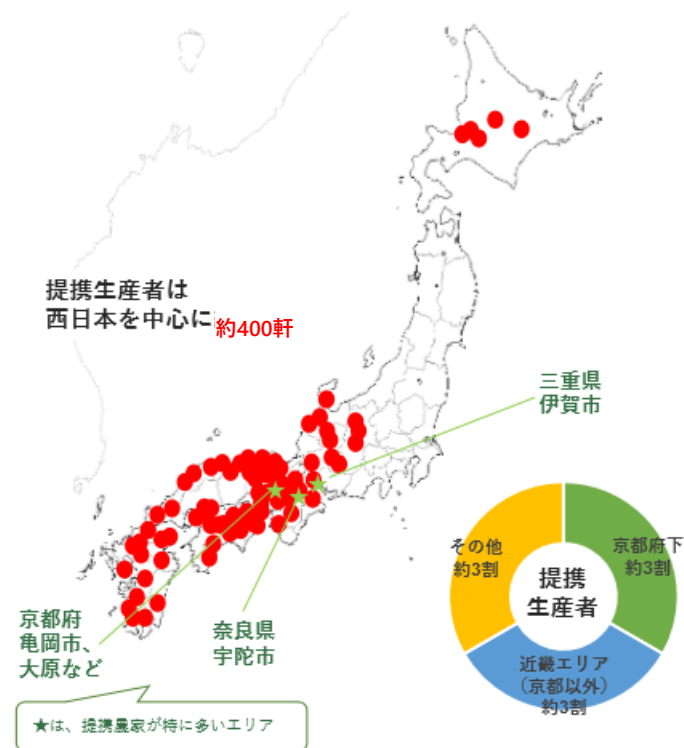 提携生産者は
西日本を中心に約400軒
三重県
伊賀市
その他
約3割
京都府下
約3割
提携
生産者
近畿エリア
（京都以外）
約3割
京都府
亀岡市、
大原など
奈良県
宇陀市
★は、提携農家が特に多いエリア